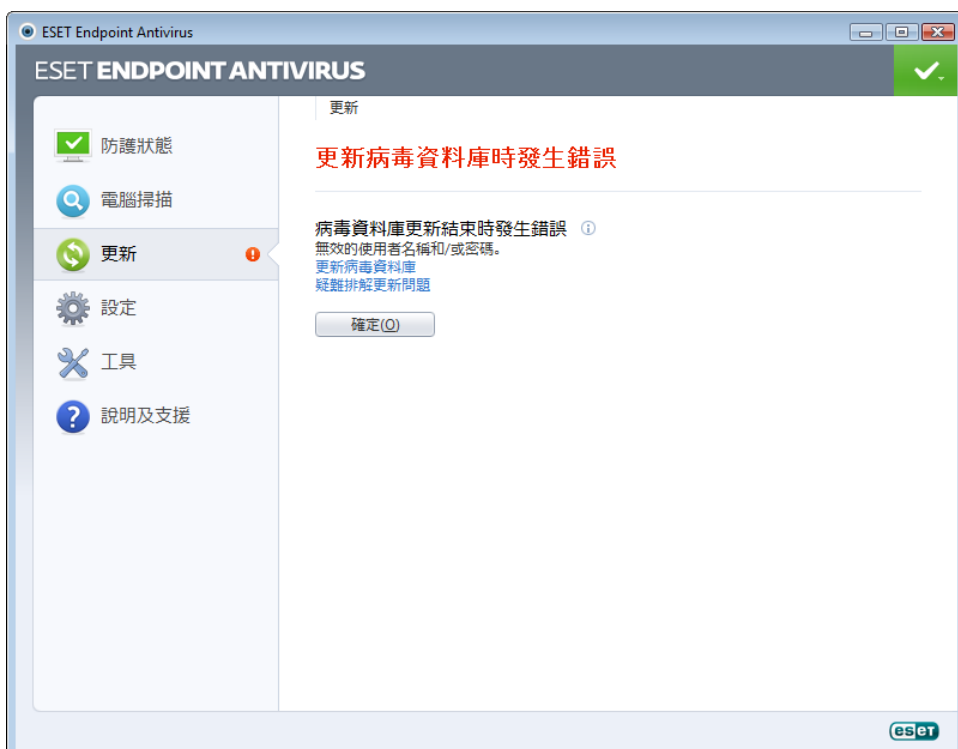 ESET Endpoint Antivirus
ESET ENDPOINT ANTIVIRUS
更新
防護狀態
更新病毒資料庫時發生錯誤
電腦掃描
病毒資料庫更新結束時發生錯誤
無效的使用者名稱和/或密碼。
更新
更新病毒資料庫
疑難排解更新問題
設定
確定(O)
工具
說明及支援
eseT